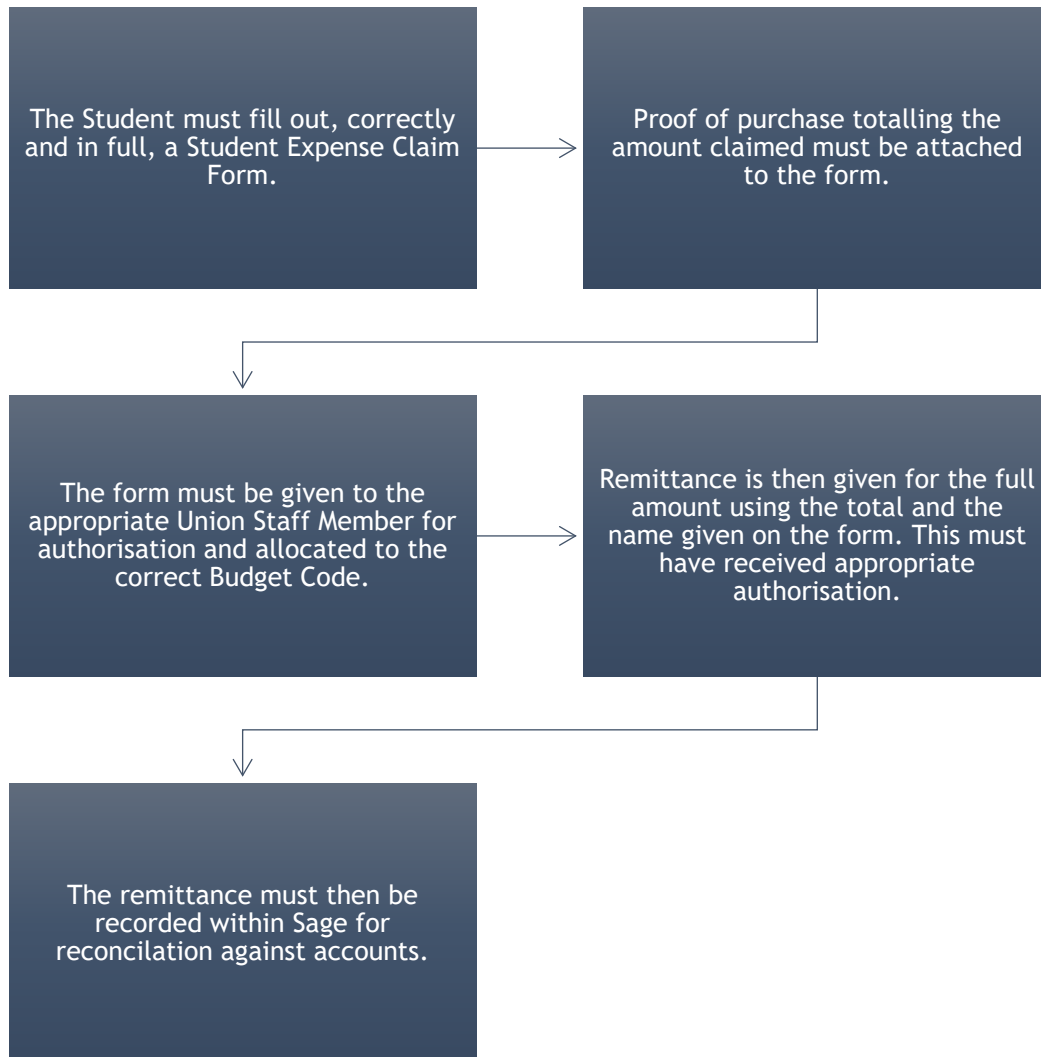 The Student must fill out, correctly
and in full, a Student Expense Claim
Form.
Proof of purchase totalling the
amount claimed must be attached
to the form.
The form must be given to the
appropriate Union Staff Member for
authorisation and allocated to the
correct Budget Code.
Remittance is then given for the full
amount using the total and the
name given on the form. This must
have received appropriate
authorisation.
The remittance must then be
recorded within Sage for
reconcilation against accounts.